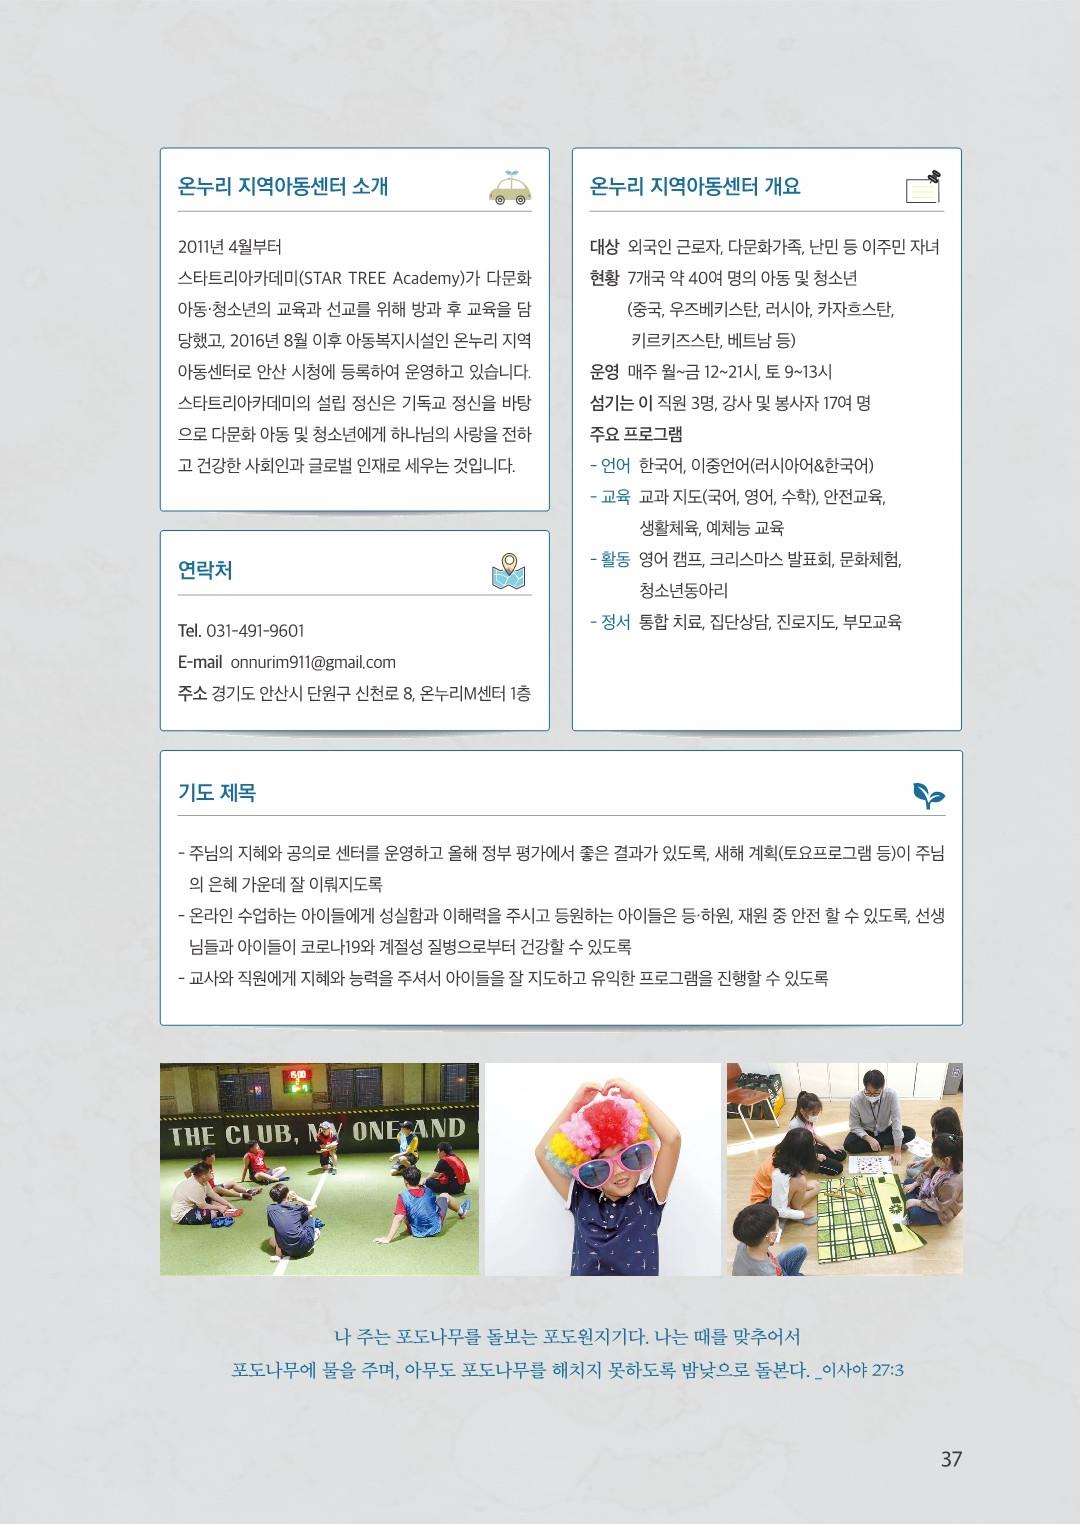 온누리 지역아동센터 소개
2011년 4월부터
스타트리아카데미(STAR TREE Academy)가 다문화
아동·청소년의 교육과 선교를 위해 방과 후 교육을 담
당했고, 2016년 8월 이후 아동복지시설인 온누리 지역
아동센터로 안산 시청에 등록하여 운영하고 있습니다.
스타트리아카데미의 설립 정신은 기독교 정신을 바탕
으로 다문화 아동 및 청소년에게 하나님의 사랑을 전하
고 건강한 사회인과 글로벌 인재로 세우는 것입니다.
연락처
Tel. 031-491-9601
E-mail onnurim911@gmail.com
주소 경기도 안산시 단원구 신천로 8, 온누리M센터 1층
온누리 지역아동센터 개요
대상 외국인 근로자, 다문화가족, 난민 등 이주민 자녀
현황 7개국 약 40여 명의 아동 및 청소년
(중국, 우즈베키스탄, 러시아, 카자흐스탄,
키르키즈스탄, 베트남 등)
운영 매주 월~금 12~21시, 토 9~13시
섬기는 이 직원 3명, 강사 및 봉사자 17여 명
주요 프로그램
- 언어 한국어, 이중언어(러시아어&한국어)
- 교육 교과 지도(국어, 영어, 수학), 안전교육,
생활체육, 예체능 교육
- 활동 영어 캠프, 크리스마스 발표회, 문화체험,
청소년동아리
- 정서 통합 치료, 집단상담, 진로지도, 부모교육
기도 제목
- 주님의 지혜와 공의로 센터를 운영하고 올해 정부 평가에서 좋은 결과가 있도록, 새해 계획(토요프로그램 등)이 주님
의 은혜 가운데 잘 이뤄지도록
- 온라인 수업하는 아이들에게 성실함과 이해력을 주시고 등원하는 아이들은 등·하원, 재원 중 안전 할 수 있도록, 선생
님들과 아이들이 코로나19와 계절성 질병으로부터 건강할 수 있도록
- 교사와 직원에게 지혜와 능력을 주셔서 아이들을 잘 지도하고 유익한 프로그램을 진행할 수 있도록
THE CLUB, MY ONE AND
나 주는 포도나무를 돌보는 포도원지기다. 나는 때를 맞추어서
포도나무에 물을 주며, 아무도 포도나무를 해치지 못하도록 밤낮으로 돌본다. _이사야 27:3
37